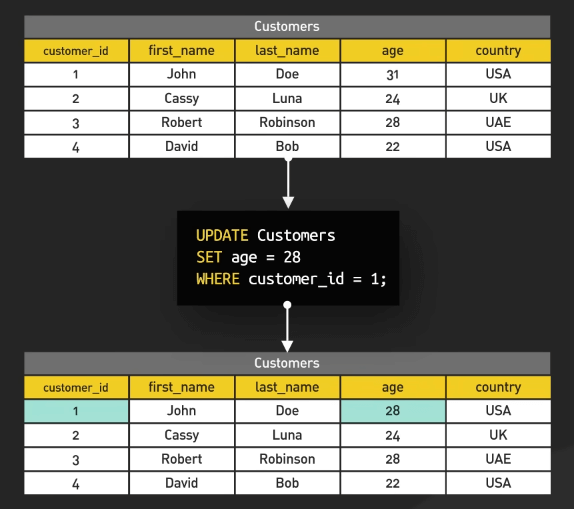 Customers
customer_id first_name last_name age country
1 John Doe 31 USA
2 Cassy Luna 24 UK
3 Robert Robinson 28 UAE
4 David Bob 22 USA
UPDATE Customers
SET age = 28
WHERE customer_id = 1;
Customers
customer_id first_name last_name age country
1 John Doe 28 USA
2 Cassy Luna 24 UK
3 Robert Robinson 28 UAE
4 David Bob 22 USA